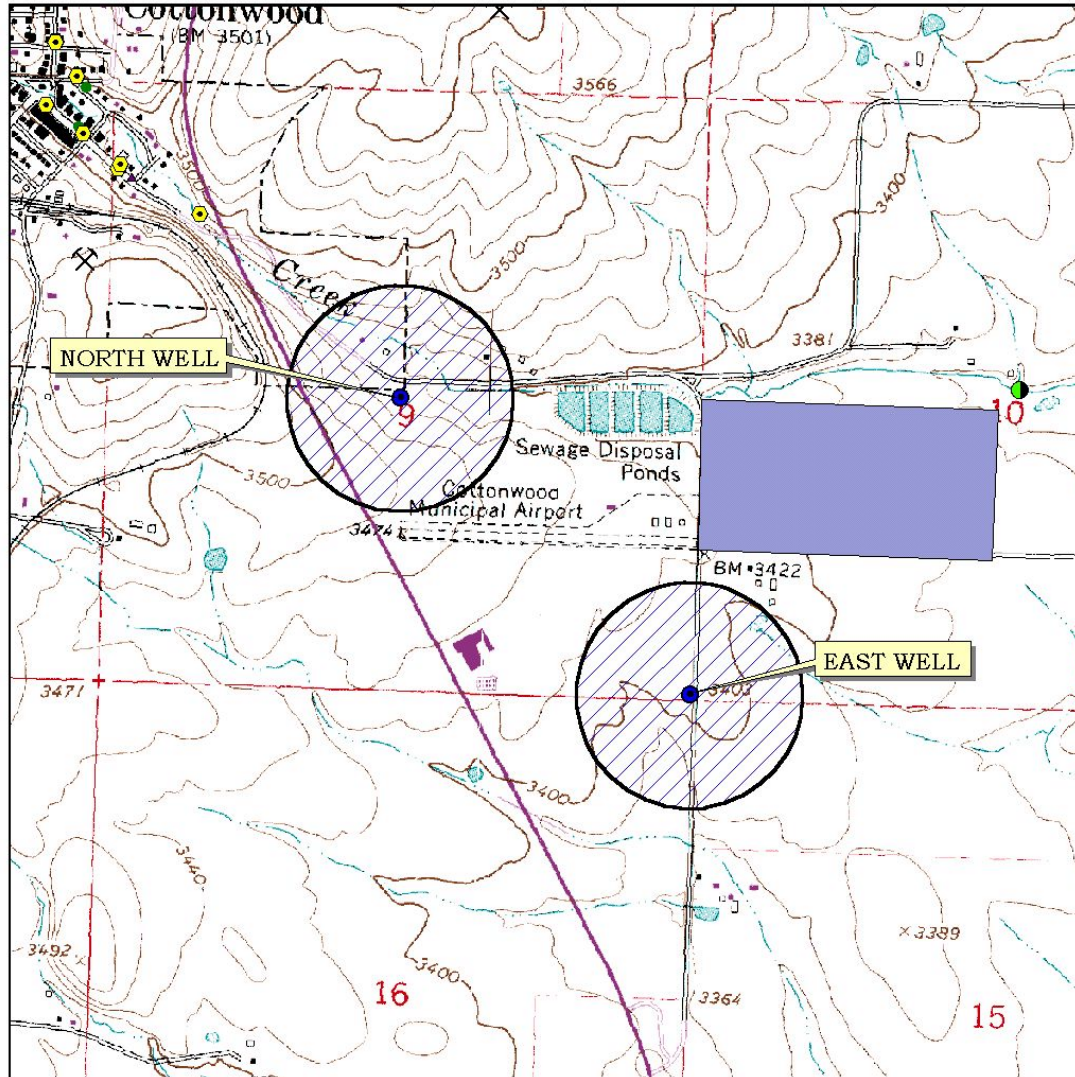 Cottonwood
(BM 3501)
3566
3500
3400
3500
Creek
3381
NORTH WELL
9
10
Sewage Disposal
Ponds
3500
Cottonwood
Municipal Airport
3474
BM 3422
EAST WELL
3471
3403
3400
3440
3492
3389
3400
16
3364
15